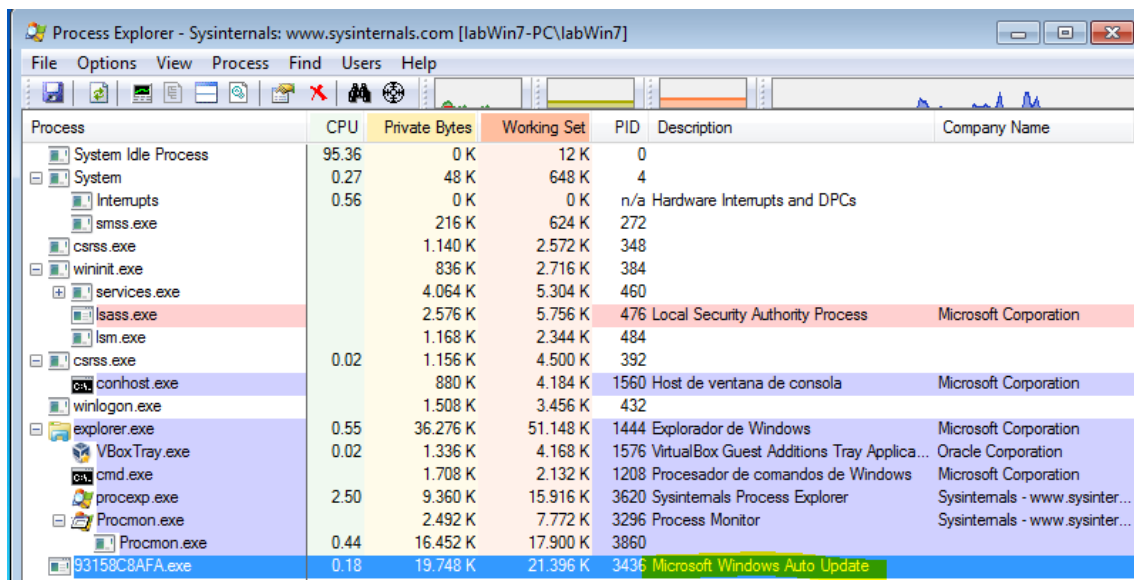 Process Explorer - Sysinternals: www.sysinternals.com [labWin7-PC\labWin7]
File Options View Process Find Users Help
Process CPU Private Bytes Working Set PID Description Company Name
System Idle Process 95.36 0 K 12 K 0
System 0.27 48 K 648 K 4
Interrupts 0.56 0 K 0 K n/a Hardware Interrupts and DPCs
smss.exe 216 K 624 K 272
csrss.exe 1.140 K 2.572 K 348
wininit.exe 836 K 2.716 K 384
services.exe 4.064 K 5.304 K 460
lsass.exe 2.576 K 5.756 K 476 Local Security Authority Process Microsoft Corporation
lsm.exe 1.168 K 2.344 K 484
csrss.exe 0.02 1.156 K 4.500 K 392
conhost.exe 880 K 4.184 K 1560 Host de ventana de consola Microsoft Corporation
winlogon.exe 1.508 K 3.456 K 432
explorer.exe 0.55 36.276 K 51.148 K 1444 Explorador de Windows Microsoft Corporation
VBoxTray.exe 0.02 1.336 K 4.168 K 1576 VirtualBox Guest Additions Tray Applica... Oracle Corporation
cmd.exe 1.708 K 2.132 K 1208 Procesador de comandos de Windows Microsoft Corporation
procexp.exe 2.50 9.360 K 15.916 K 3620 Sysinternals Process Explorer Sysinternals - www.sysinter...
Procmon.exe 2.492 K 7.772 K 3296 Process Monitor Sysinternals - www.sysinter...
Procmon.exe 0.44 16.452 K 17.900 K 3860
93158C8AFA.exe 0.18 19.748 K 21.396 K 3436 Microsoft Windows Auto Update